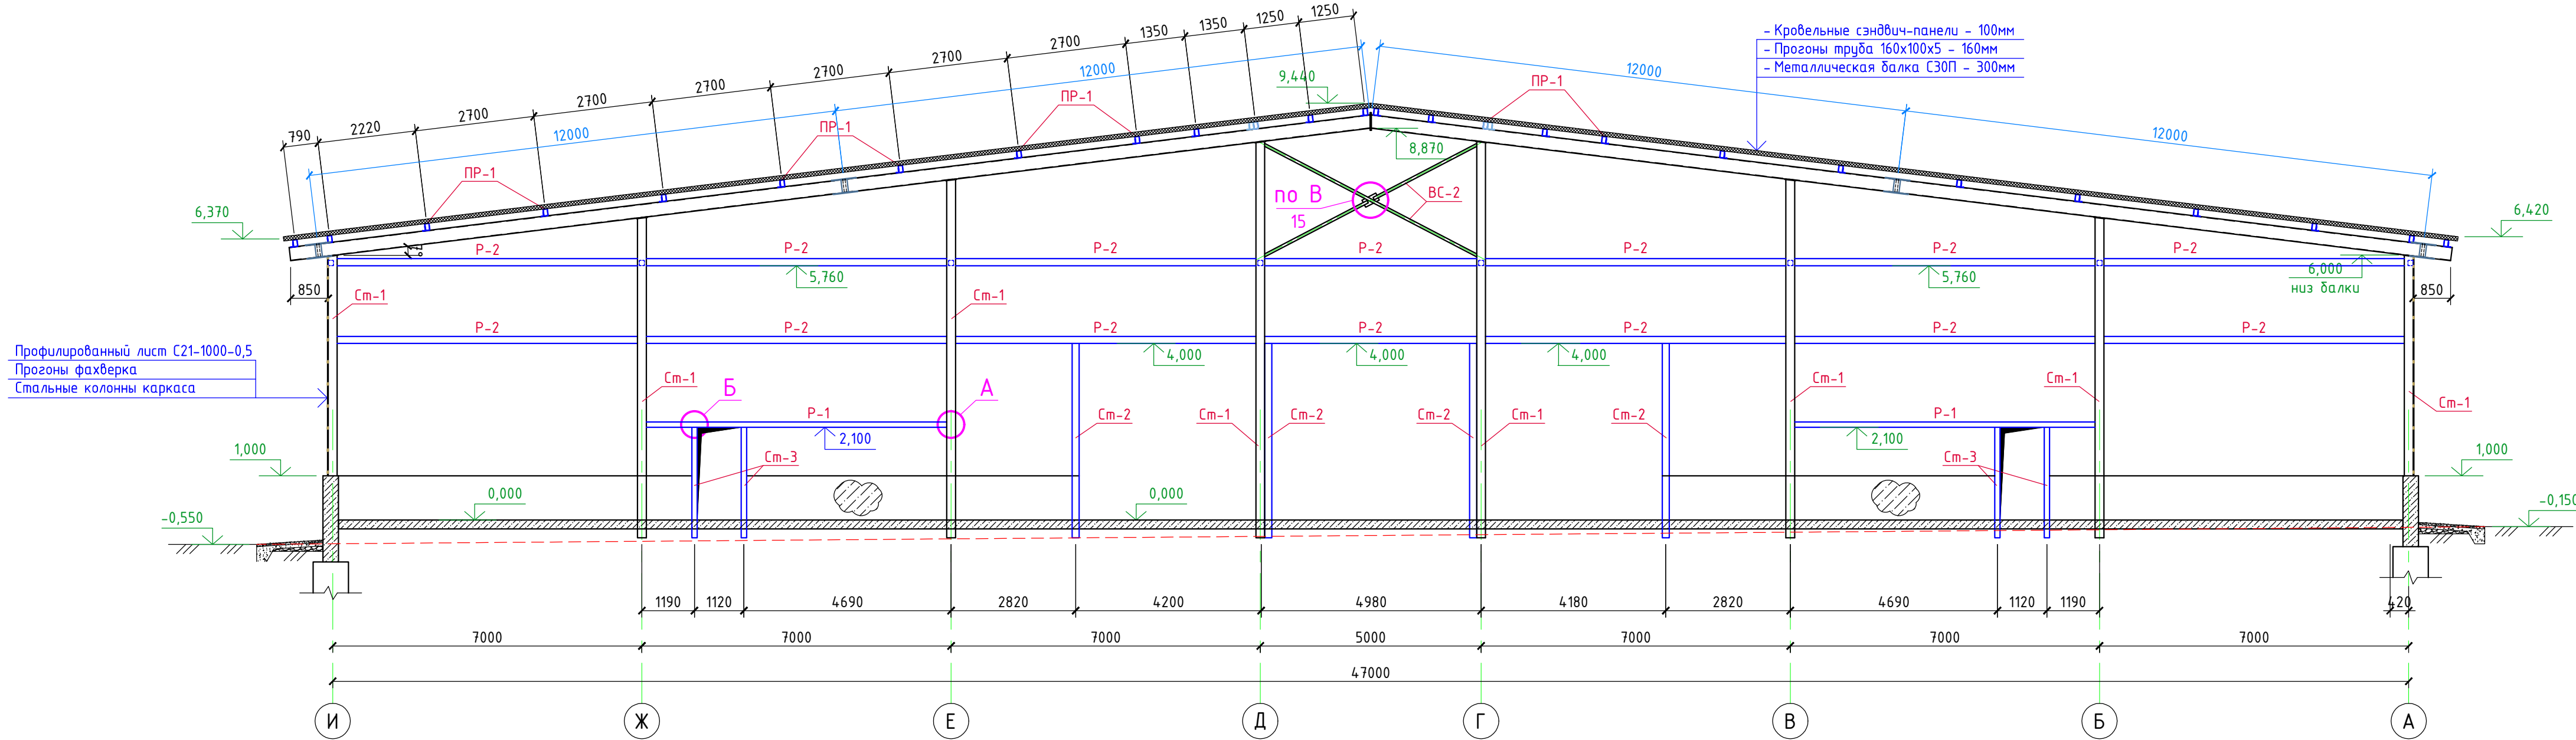 790
2220
2700
2700
2700
2700
2700
2700
1350
1350
1250
1250
12000
12000
12000
12000
- Кровельные сэндвич-панели - 100мм
- Прогоны труба 160х100х5 - 160мм
- Металлическая балка С30П - 300мм
9,440
8,870
ПР-1
ПР-1
ПР-1
ПР-1
6,370
6,420
по В
15
ВС-2
Р-2
Р-2
Р-2
Р-2
Р-2
Р-2
Р-2
5,760
5,760
6,000
низ балки
850
850
Ст-1
Ст-1
Р-2
Р-2
Р-2
Р-2
Р-2
Р-2
Р-2
4,000
4,000
4,000
Профилированный лист С21-1000-0,5
Прогоны фахверка
Стальные колонны каркаса
Ст-1
Б
А
Ст-1
Ст-1
Ст-1
Р-1
Ст-2
Ст-1
Ст-2
Ст-2
Ст-1
Ст-2
Р-1
2,100
2,100
Ст-3
Ст-3
1,000
1,000
0,000
0,000
-0,550
-0,150
1190
1120
4690
2820
4200
4980
4180
2820
4690
1120
1190
420
7000
7000
7000
5000
7000
7000
7000
47000
И
Ж
Е
Д
Г
В
Б
А